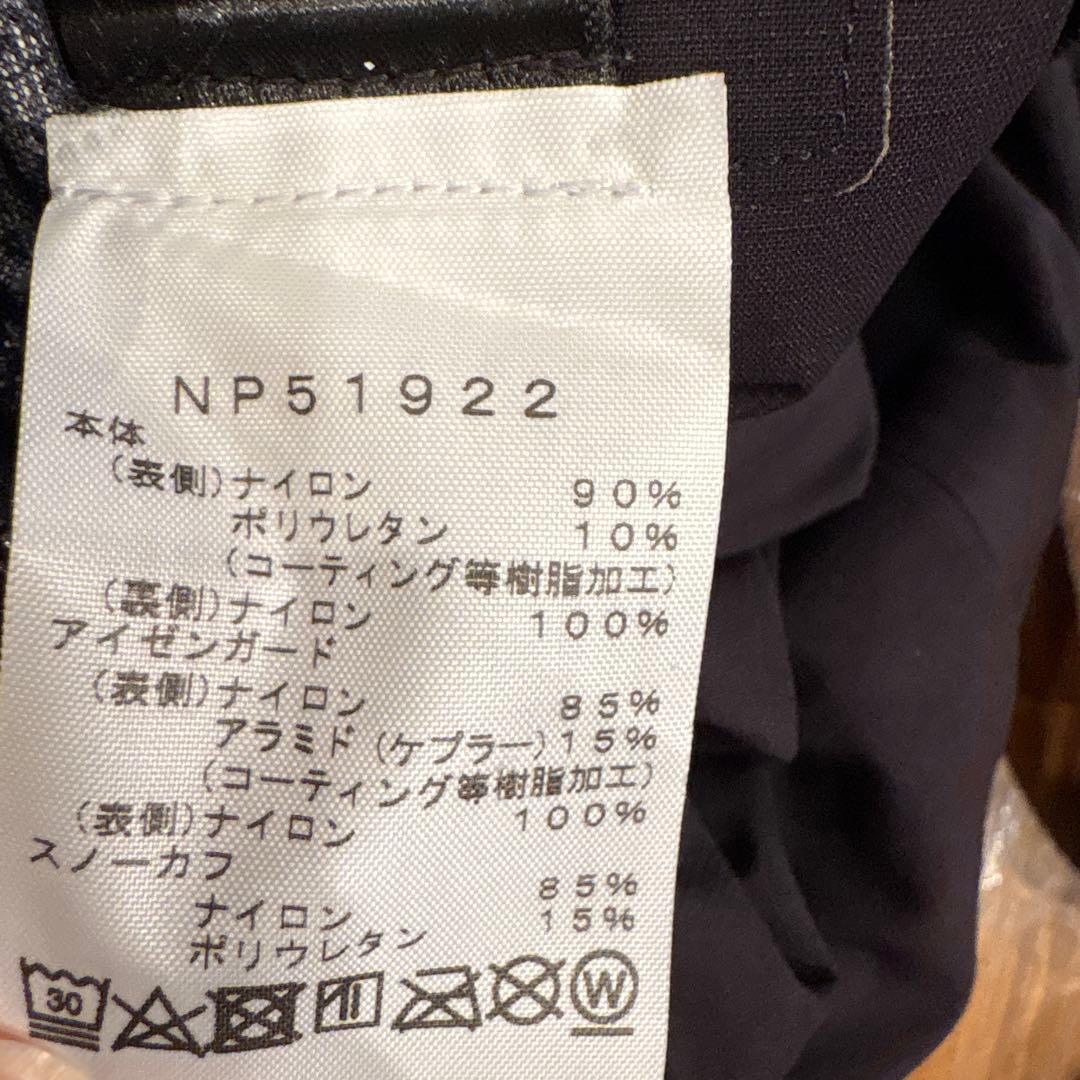 NP51922
本体
(表側)ナイロン 90%
ポリウレタン 10%
(コーティング等樹脂加工)
(裏側)ナイロン 100%
アイゼンガード
(表側)ナイロン 85%
アラミド(ケプラー)15%
(コーティング等樹脂加工)
(表側)ナイロン 100%
スノーカフ
ナイロン 85%
ポリウレタン 15%
30 W